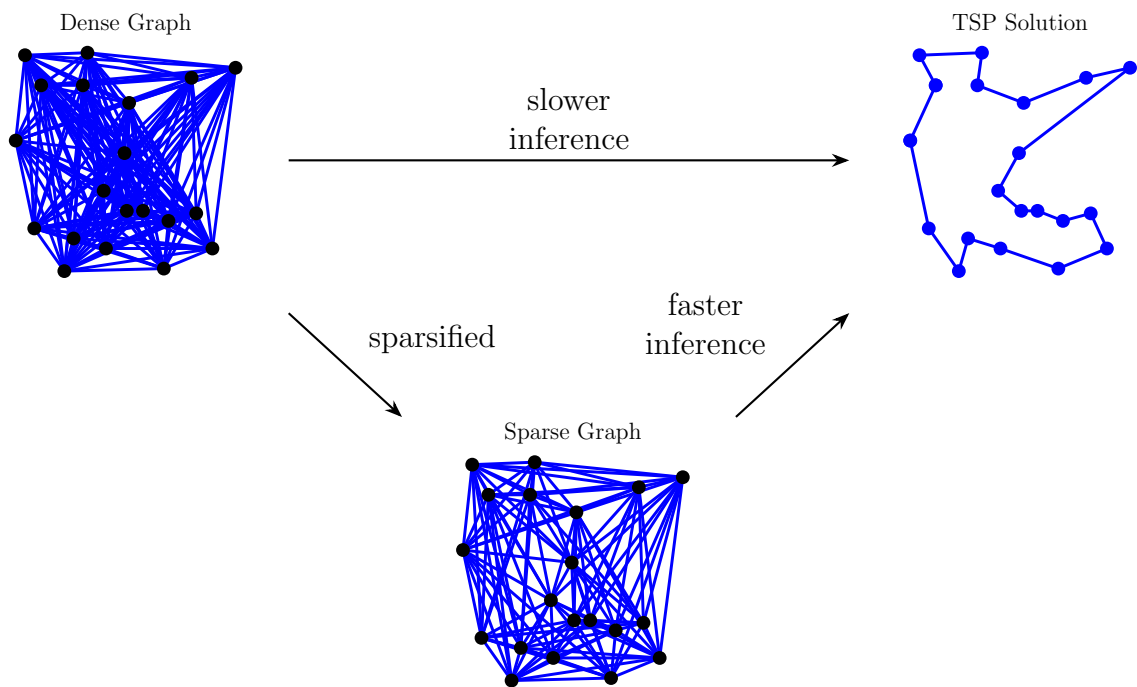 Dense Graph
TSP Solution
slower
inference
sparsified
faster
inference
Sparse Graph